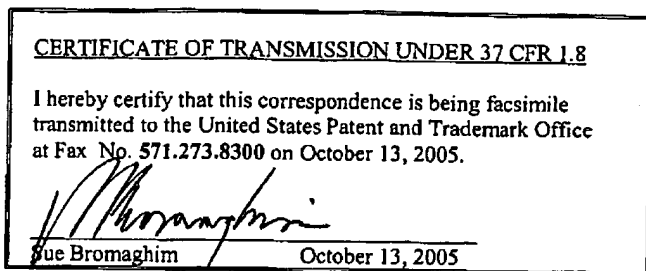 CERTIFICATE OF TRANSMISSION UNDER 37 CFR 1.8
I hereby certify that this correspondence is being facsimile
transmitted to the United States Patent and Trademark Office
at Fax No. 571.273.8300 on October 13, 2005.
Sue Bromaghim October 13, 2005